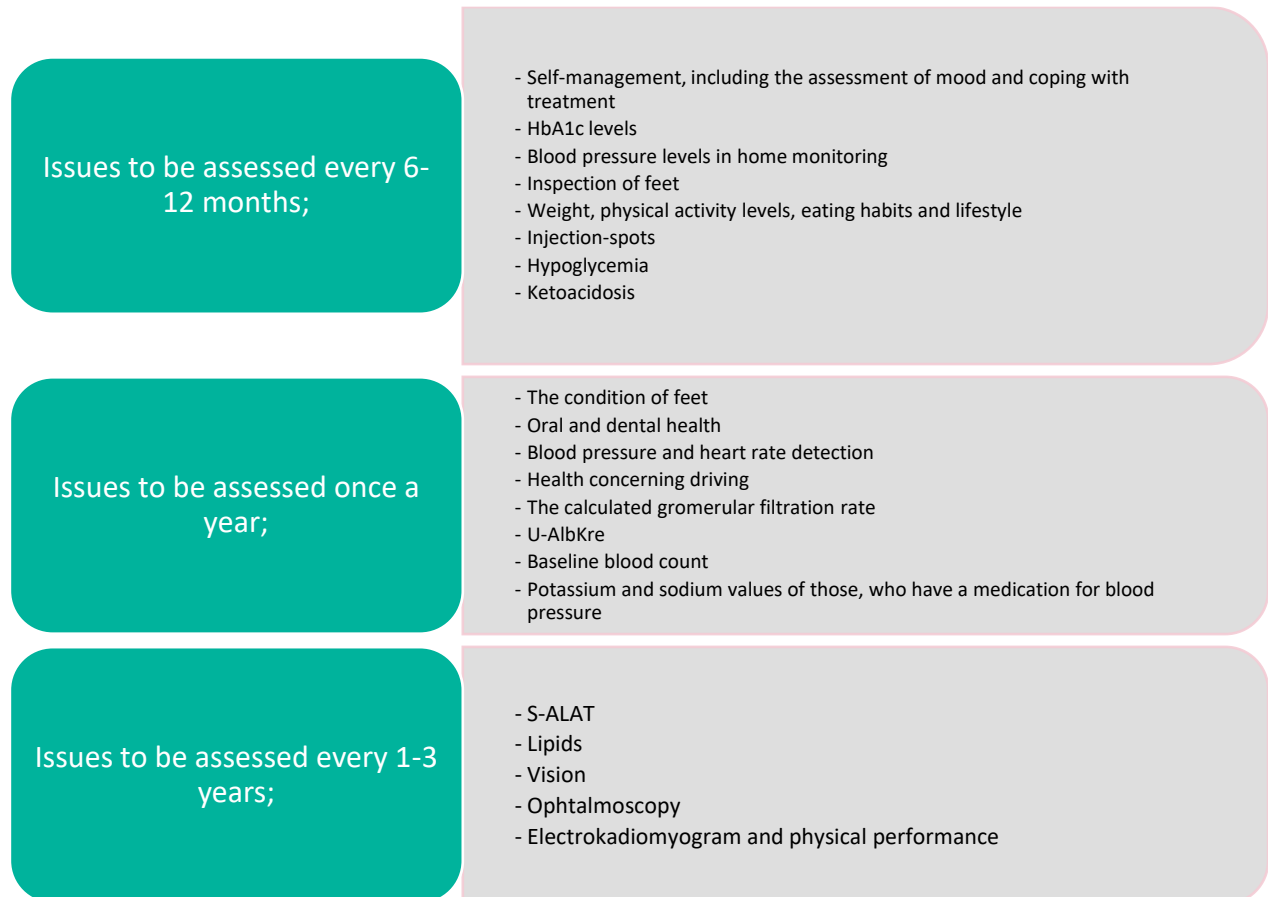 Issues to be assessed every 6-
12 months;
- Self-management, including the assessment of mood and coping with
treatment
- HbA1c levels
- Blood pressure levels in home monitoring
- Inspection of feet
- Weight, physical activity levels, eating habits and lifestyle
- Injection-spots
- Hypoglycemia
- Ketoacidosis
Issues to be assessed once a
year;
- The condition of feet
- Oral and dental health
- Blood pressure and heart rate detection
- Health concerning driving
- The calculated gromerular filtration rate
- U-AlbKre
- Baseline blood count
- Potassium and sodium values of those, who have a medication for blood
pressure
Issues to be assessed every 1-3
years;
- S-ALAT
- Lipids
- Vision
- Ophtalmoscopy
- Electrokadiomyogram and physical performance